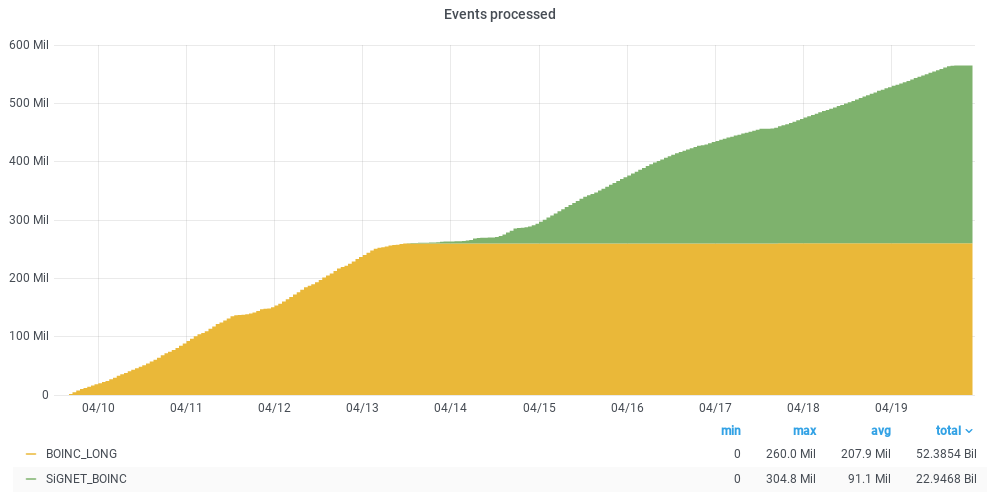 Events processed
600 Mil
500 Mil
400 Mil
300 Mil
200 Mil
100 Mil
0
04/10 04/11 04/12 04/13 04/14 04/15 04/16 04/17 04/18 04/19
min max avg total
BOINC_LONG 0 260.0 Mil 207.9 Mil 52.3854 Bil
SiGNET_BOINC 0 304.8 Mil 91.1 Mil 22.9468 Bil